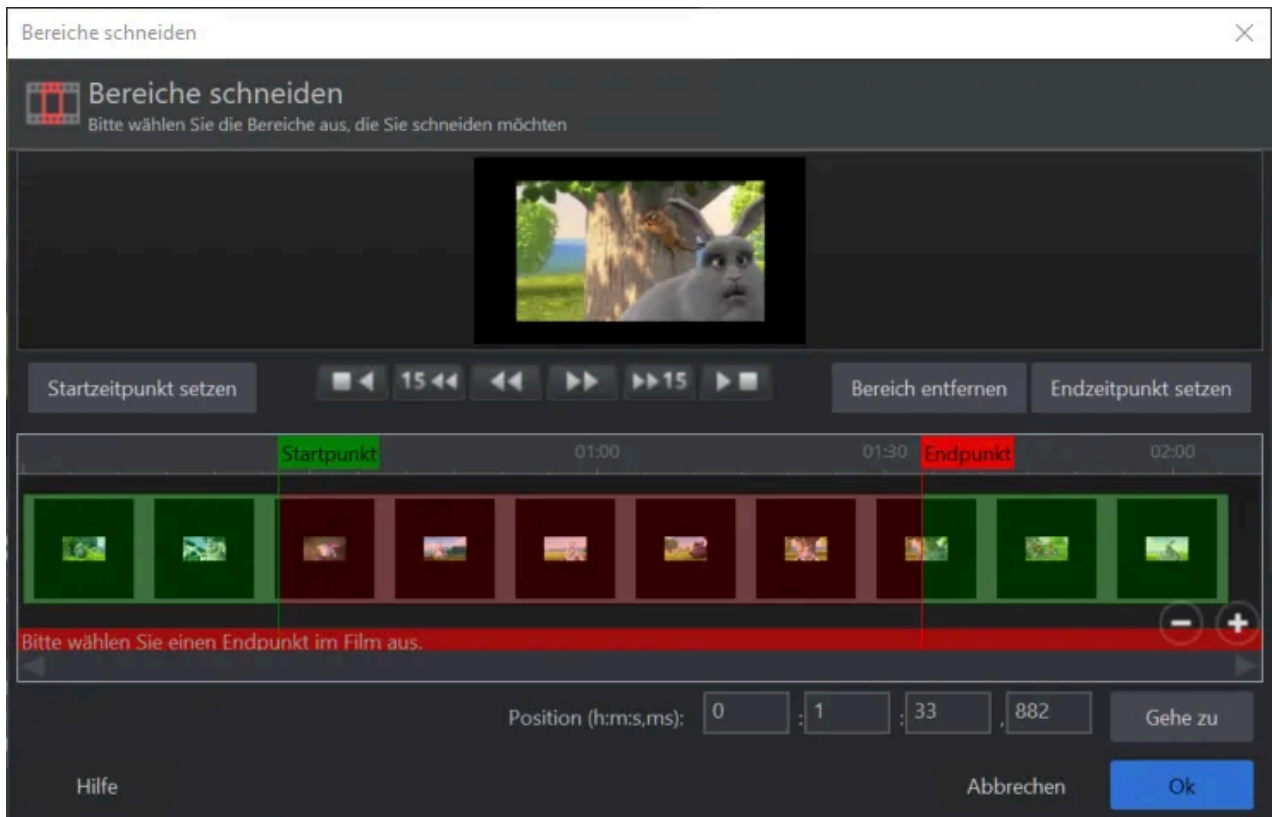 Bereiche schneiden
Bereiche schneiden
Bitte wählen Sie die Bereiche aus, die Sie schneiden möchten
Startzeitpunkt setzen
15
15
Bereich entfernen
Endzeitpunkt setzen
Startpunkt
01:00
01:30
Endpunkt
02:00
Bitte wählen Sie einen Endpunkt im Film aus.
Position (h:m:s,ms): 0 : 1 : 33 , 882
Gehe zu
Hilfe
Abbrechen
Ok